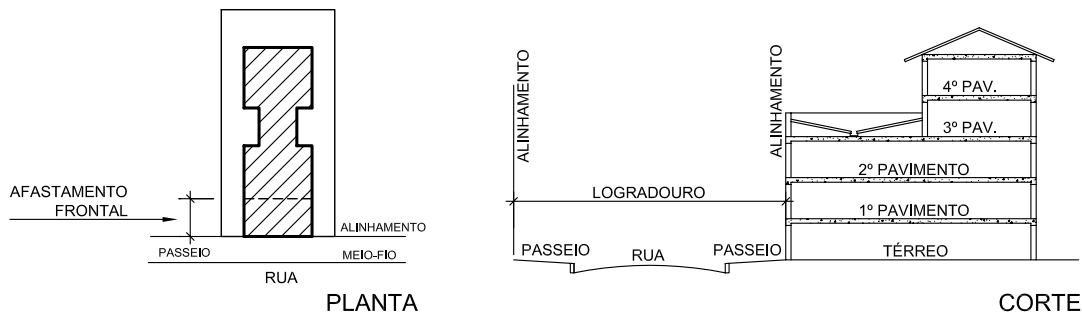 AFASTAMENTO
FRONTAL
ALINHAMENTO
PASSEIO
MEIO-FIO
RUA
PLANTA
ALINHAMENTO
ALINHAMENTO
4º PAV.
3º PAV.
2º PAVIMENTO
LOGRADOURO
1º PAVIMENTO
PASSEIO
RUA
PASSEIO
TÉRREO
CORTE